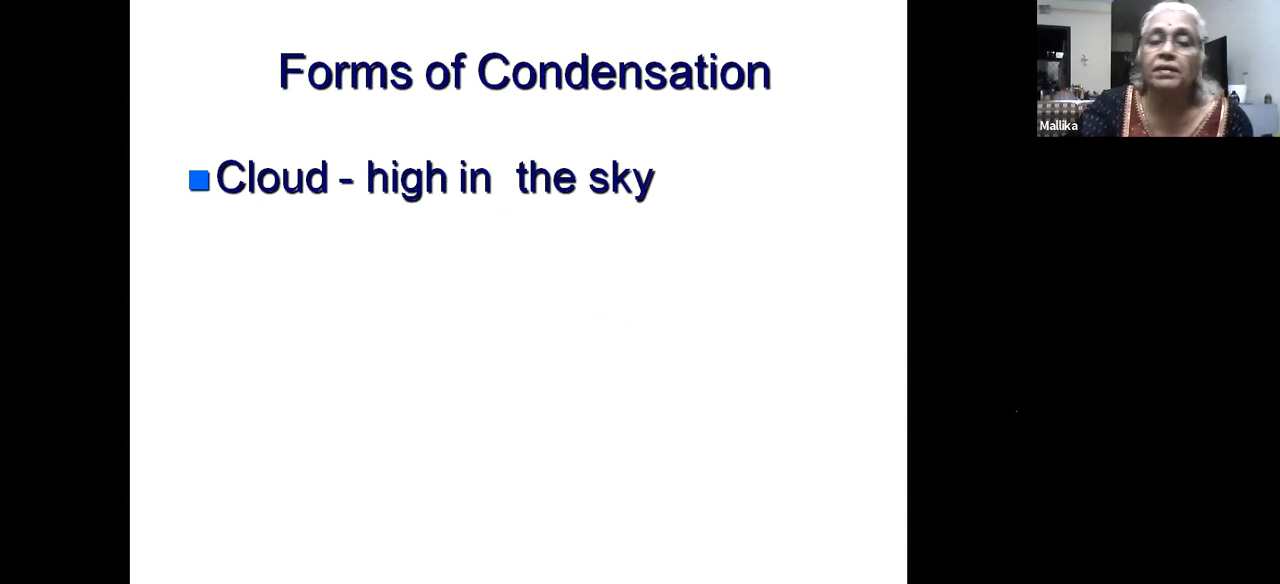 Forms of Condensation
Cloud - high in the sky
Mallika